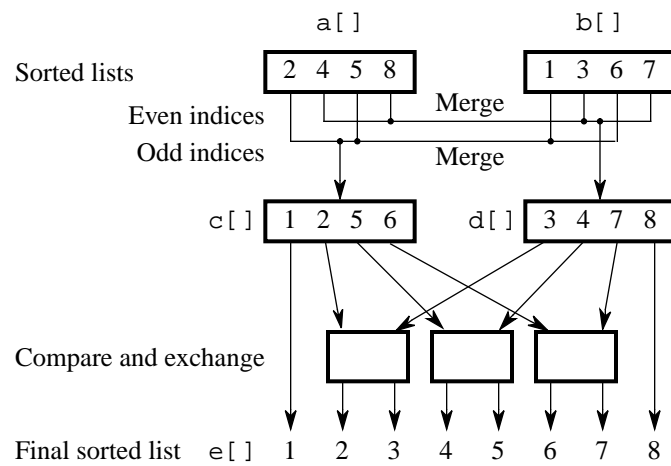 a[] b[]
Sorted lists 2 4 5 8 1 3 6 7
Even indices Merge
Odd indices Merge
c[] 1 2 5 6 d[] 3 4 7 8
Compare and exchange
Final sorted list e[] 1 2 3 4 5 6 7 8